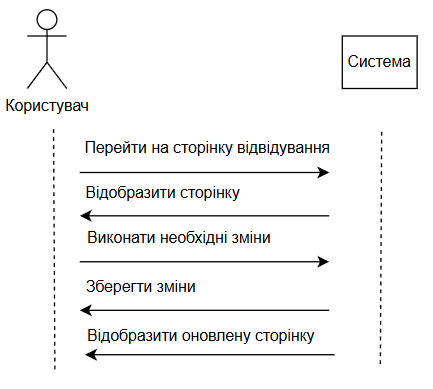 Користувач
Система
Перейти на сторінку відвідування
Відобразити сторінку
Виконати необхідні зміни
Зберегти зміни
Відобразити оновлену сторінку